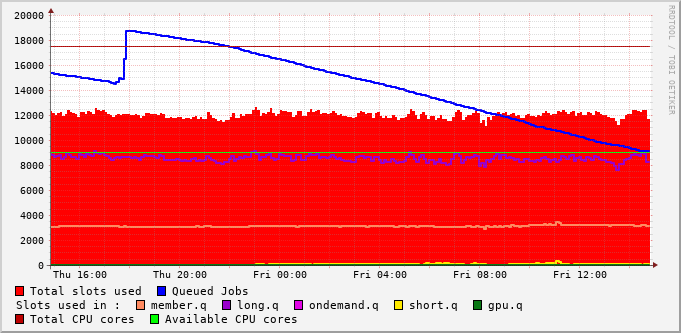 20000
18000
16000
14000
12000
10000
8000
6000
4000
2000
0
Thu 16:00 Thu 20:00 Fri 00:00 Fri 04:00 Fri 08:00 Fri 12:00
RRDTOOL / TOBI OETIKER
Total slots used Queued Jobs
Slots used in : member.q long.q ondemand.q short.q gpu.q
Total CPU cores Available CPU cores